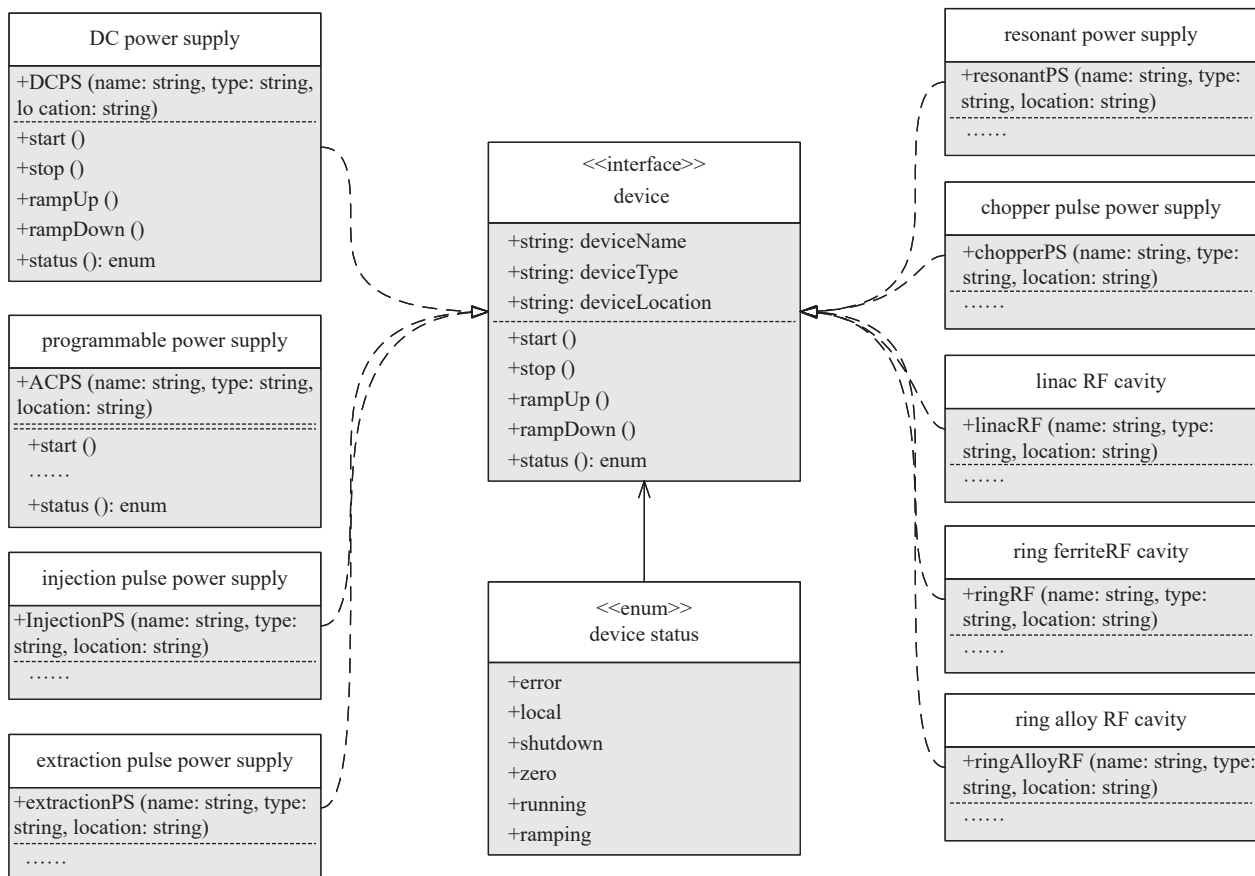 DC power supply
+DCPS (name: string, type: string,
lo cation: string)
+start ()
+stop ()
+rampUp ()
+rampDown ()
+status (): enum
programmable power supply
+ACPS (name: string, type: string,
location: string)
+start ()
……
+status (): enum
injection pulse power supply
+InjectionPS (name: string, type:
string, location: string)
……
extraction pulse power supply
+extractionPS (name: string, type:
string, location: string)
……
<<interface>>
device
+string: deviceName
+string: deviceType
+string: deviceLocation
+start ()
+stop ()
+rampUp ()
+rampDown ()
+status (): enum
<<enum>>
device status
+error
+local
+shutdown
+zero
+running
+ramping
resonant power supply
+resonantPS (name: string, type:
string, location: string)
……
chopper pulse power supply
+chopperPS (name: string, type:
string, location: string)
……
linac RF cavity
+linacRF (name: string, type:
string, location: string)
……
ring ferriteRF cavity
+ringRF (name: string, type:
string, location: string)
……
ring alloy RF cavity
+ringAlloyRF (name: string, type:
string, location: string)
……